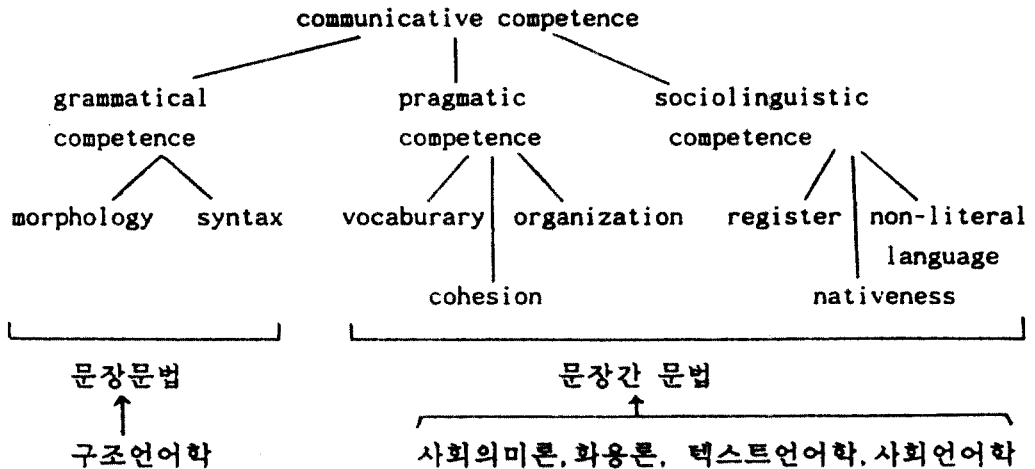 communicative competence
grammatical pragmatic sociolinguistic
competence competence competence
morphology syntax vocaburary organization register non-literal
language
cohesion nativeness
문장문법 문장간 문법
구조언어학 사회의미론, 화용론, 텍스트언어학, 사회언어학